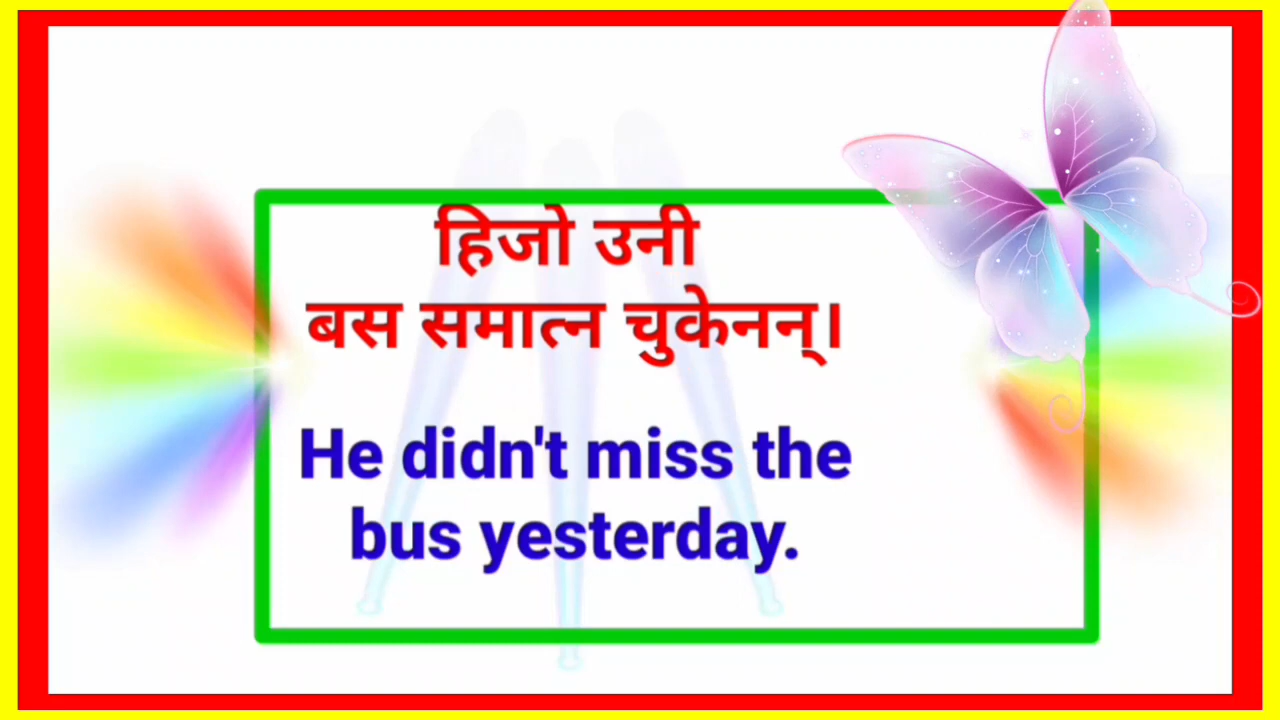 हिजो उनी
बस समात्न चुकेनन्।
He didn't miss the
bus yesterday.